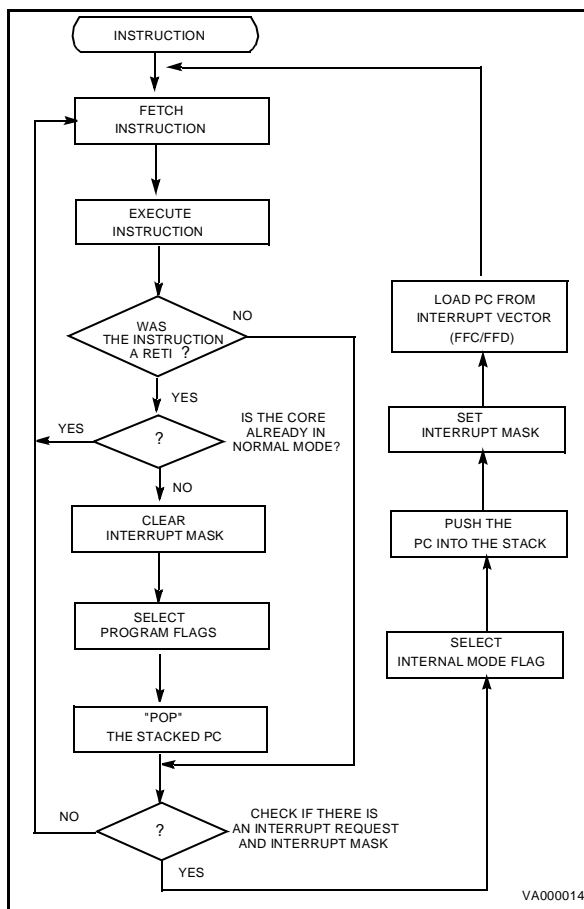 INSTRUCTION
FETCH
INSTRUCTION
EXECUTE
INSTRUCTION
WAS
THE INSTRUCTION
A RETI ?
NO
YES
YES
?
IS THE CORE
ALREADY IN
NORMAL MODE?
NO
CLEAR
INTERRUPT MASK
SELECT
PROGRAM FLAGS
"POP"
THE STACKED PC
NO
?
CHECK IF THERE IS
AN INTERRUPT REQUEST
AND INTERRUPT MASK
YES
SELECT
INTERNAL MODE FLAG
PUSH THE
PC INTO THE STACK
SET
INTERRUPT MASK
LOAD PC FROM
INTERRUPT VECTOR
(FFC/FFD)
VA000014